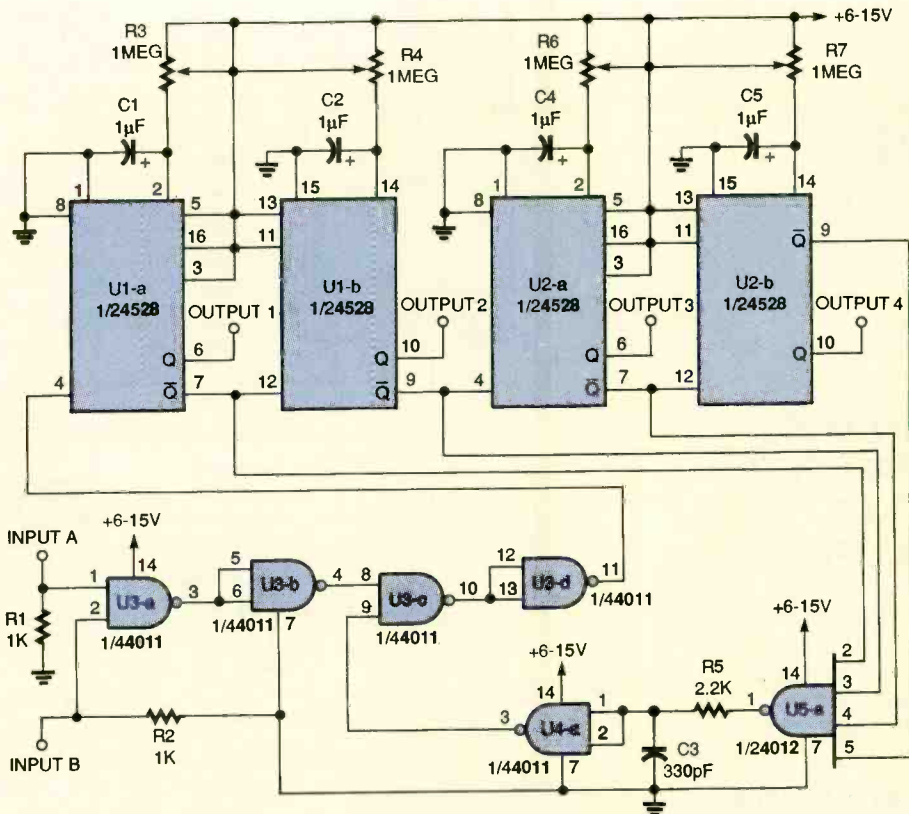 +6-15V
R3
1MEG
R4
1MEG
R6
1MEG
R7
1MEG
C1
1µF
+
C2
1µF
+
C4
1µF
+
C5
1µF
+
1
2
15
14
1
2
15
14
8
5
13
8
5
13
9
Q̅
16
11
16
11
3
3
U1-a
1/24528
U1-b
1/24528
U2-a
1/24528
U2-b
1/24528
OUTPUT 1
OUTPUT 2
OUTPUT 3
OUTPUT 4
Q
6
Q
10
Q
6
Q
10
4
Q̅
7
12
Q̅
9
4
Q̅
7
12
+6-15V
INPUT A
14
1
2
U3-a
3
1/44011
R1
1K
5
6
U3-b
4
7
1/44011
8
9
U3-c
10
1/44011
12
13
U3-d
11
1/44011
+6-15V
14
1
2
U4-a
3
7
1/44011
R5
2.2K
C3
330pF
+6-15V
14
1
U5-a
2
3
4
5
7
1/24012
R2
1K
INPUT B